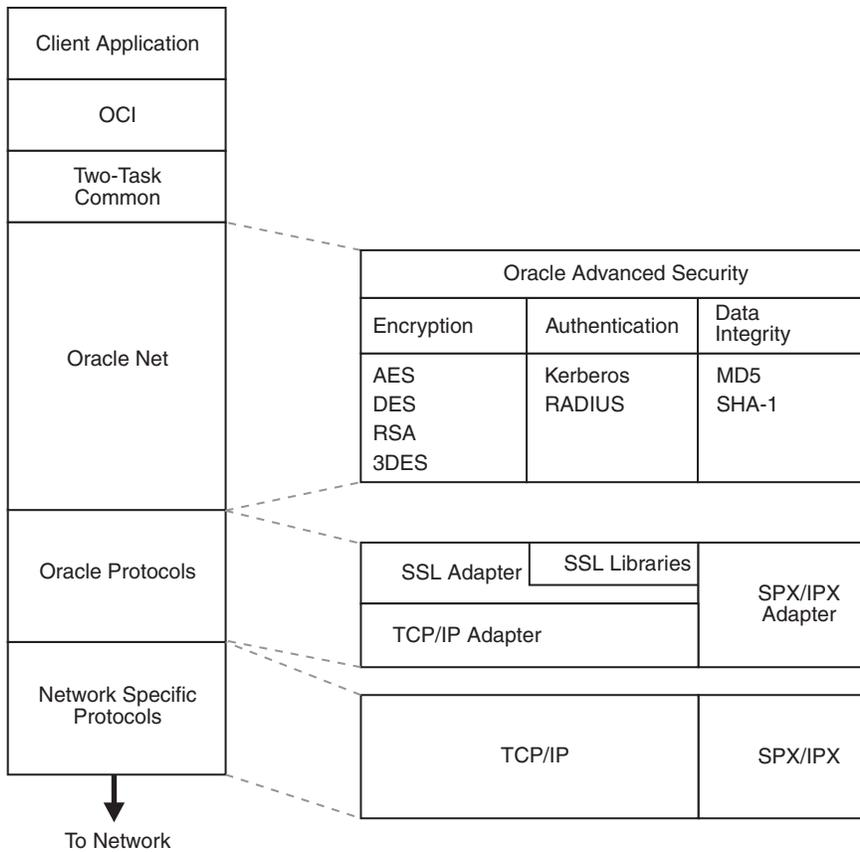 Client Application
OCI
Two-Task
Common
Oracle Net
Oracle Protocols
Network Specific
Protocols
To Network
Oracle Advanced Security
Encryption
Authentication
Data
Integrity
AES
DES
RSA
3DES
Kerberos
RADIUS
MD5
SHA-1
SSL Adapter
SSL Libraries
TCP/IP Adapter
SPX/IPX
Adapter
TCP/IP
SPX/IPX